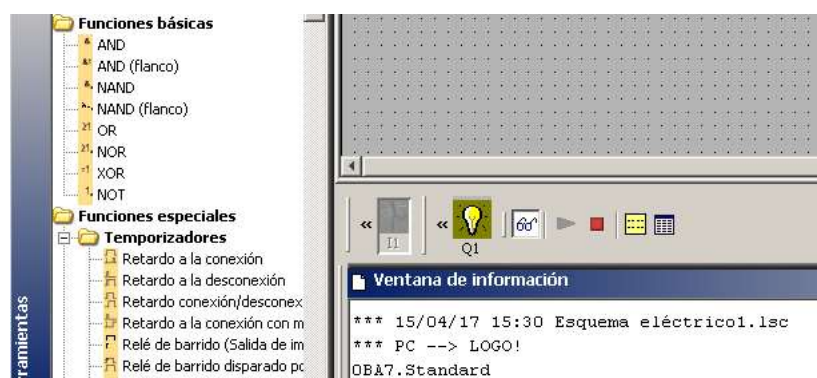 Funciones básicas
AND
AND (flanco)
NAND
NAND (flanco)
OR
NOR
XOR
NOT
Funciones especiales
Temporizadores
Retardo a la conexión
Retardo a la desconexión
Retardo conexión/desconex
Retardo a la conexión con m
Relé de barrido (Salida de im
Relé de barrido disparado po
ramientas
«
I1
«
Q1
Ventana de información
*** 15/04/17 15:30 Esquema eléctrico1.lsc
*** PC --> LOGO!
0BA7.Standard